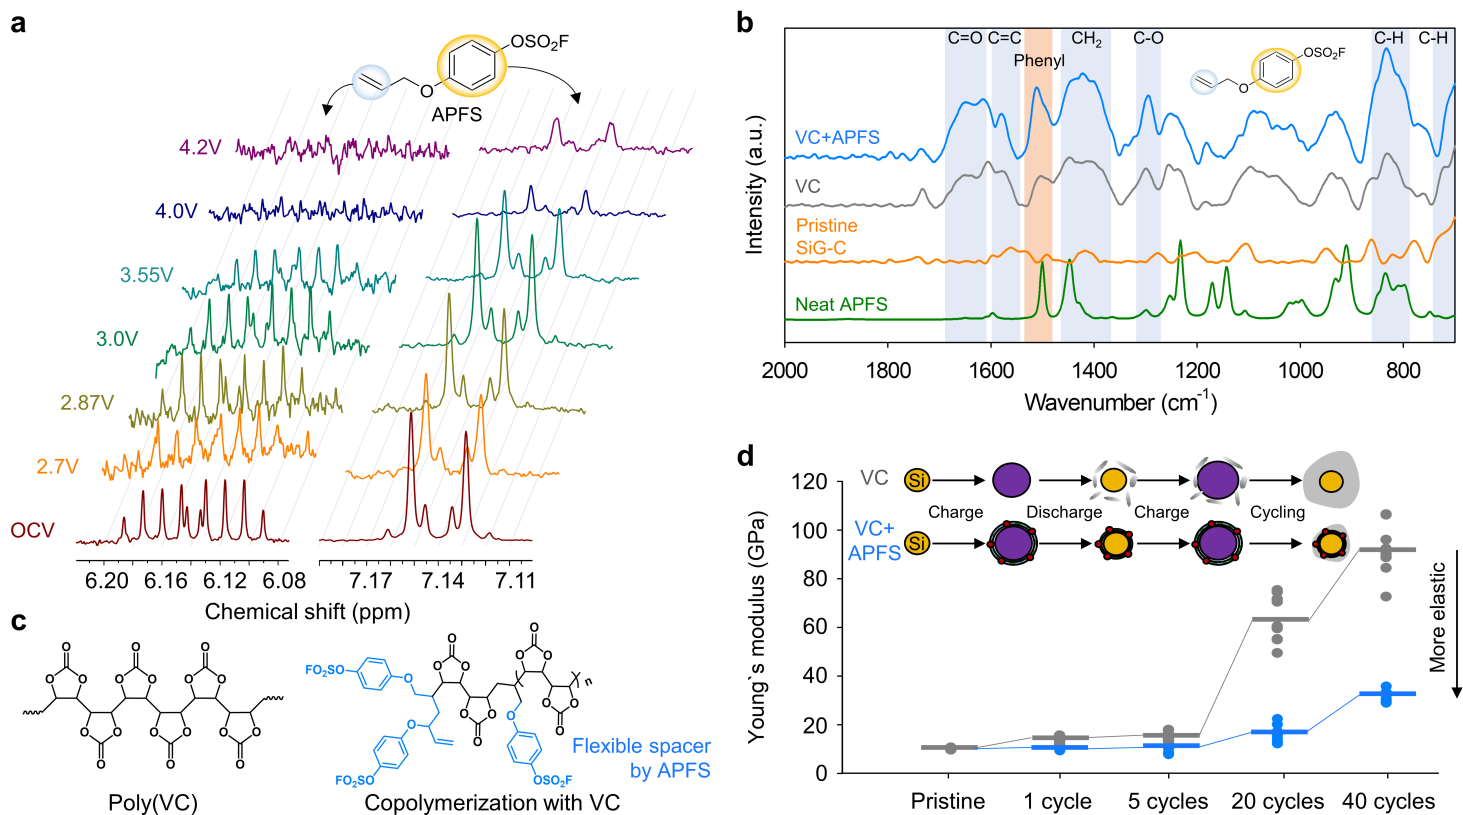 a
OSO₂F
O
APFS
4.2V
4.0V
3.55V
3.0V
2.87V
2.7V
OCV
6.20 6.16 6.12 6.08
7.17 7.14 7.11
Chemical shift (ppm)
b
C=O C=C Phenyl CH₂ C-O C-H C-H
OSO₂F
O
VC+APFS
VC
Pristine
SiG-C
Neat APFS
Intensity (a.u.)
2000 1800 1600 1400 1200 1000 800
Wavenumber (cm⁻¹)
c
O O O
O O O O O O
O O O O O O
O O O
Poly(VC)
O O
O O O O
FO₂SO O
O O O O
O O O
O O
FO₂SO OSO₂F
n
Flexible spacer
by APFS
Copolymerization with VC
d
VC Si
Charge Discharge Charge Cycling
VC+
APFS
Si
More elastic
Young`s modulus (GPa)
120
100
80
60
40
20
0
Pristine 1 cycle 5 cycles 20 cycles 40 cycles